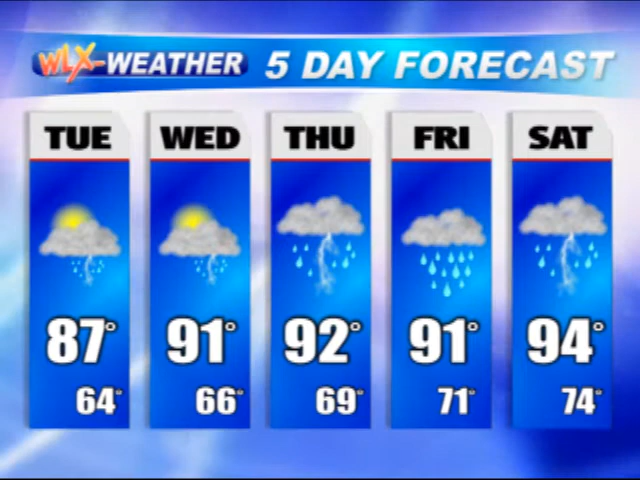 WLX-WEATHER 5 DAY FORECAST
TUE WED THU FRI SAT
87° 91° 92° 91° 94°
64° 66° 69° 71° 74°